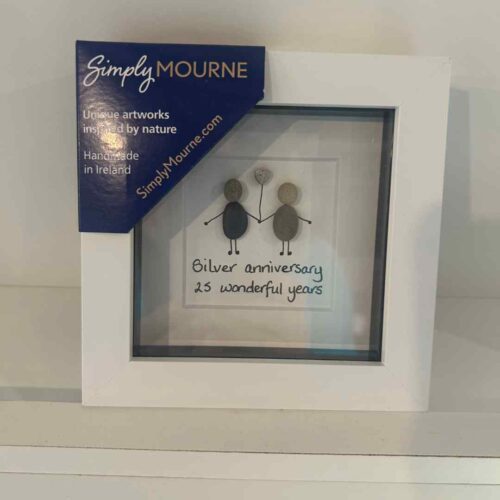 Simply MOURNE
Unique artworks
inspired by nature
Handmade
in Ireland
SimplyMourne.com
Silver anniversary
25 wonderful years